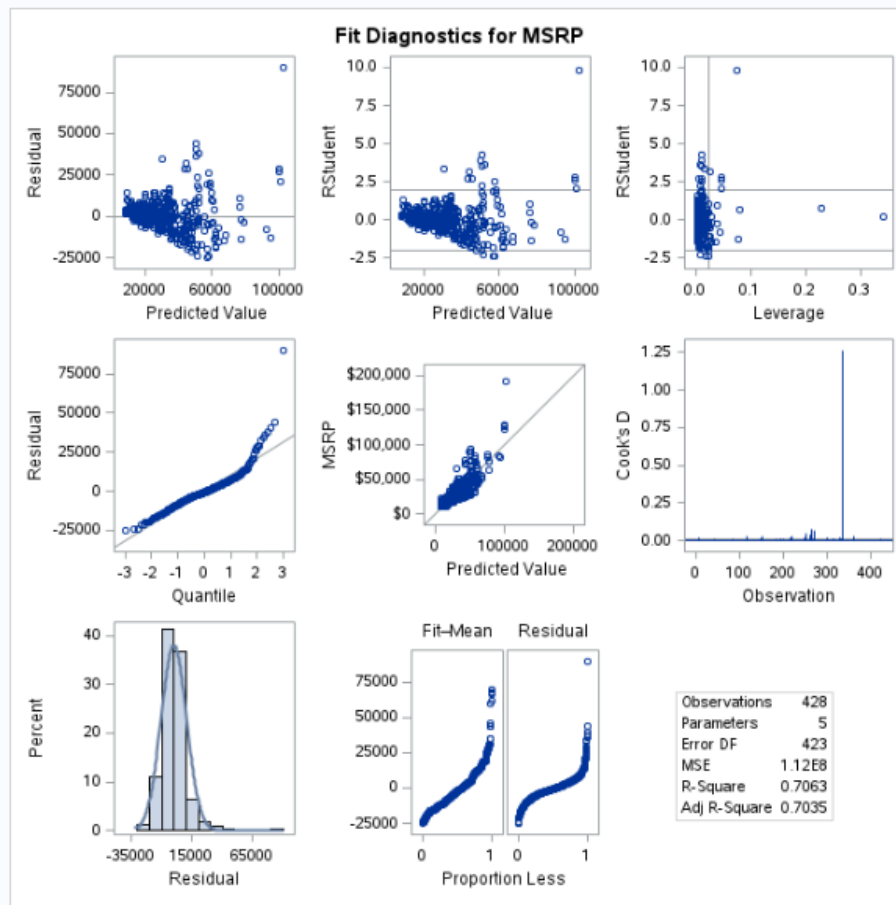 Fit Diagnostics for MSRP
Residual
75000
50000
25000
0
-25000
20000 60000 100000
Predicted Value
RStudent
10.0
7.5
5.0
2.5
0.0
-2.5
20000 60000 100000
Predicted Value
RStudent
10.0
7.5
5.0
2.5
0.0
-2.5
0.0 0.1 0.2 0.3
Leverage
Residual
75000
50000
25000
0
-25000
-3 -2 -1 0 1 2 3
Quantile
MSRP
$200,000
$150,000
$100,000
$50,000
$0
0 100000 200000
Predicted Value
Cook's D
1.25
1.00
0.75
0.50
0.25
0.00
0 100 200 300 400
Observation
Percent
40
30
20
10
0
-35000 15000 65000
Residual
Fit–Mean Residual
75000
50000
25000
0
-25000
0 1 0 1
Proportion Less
Observations 428
Parameters 5
Error DF 423
MSE 1.12E8
R-Square 0.7063
Adj R-Square 0.7035